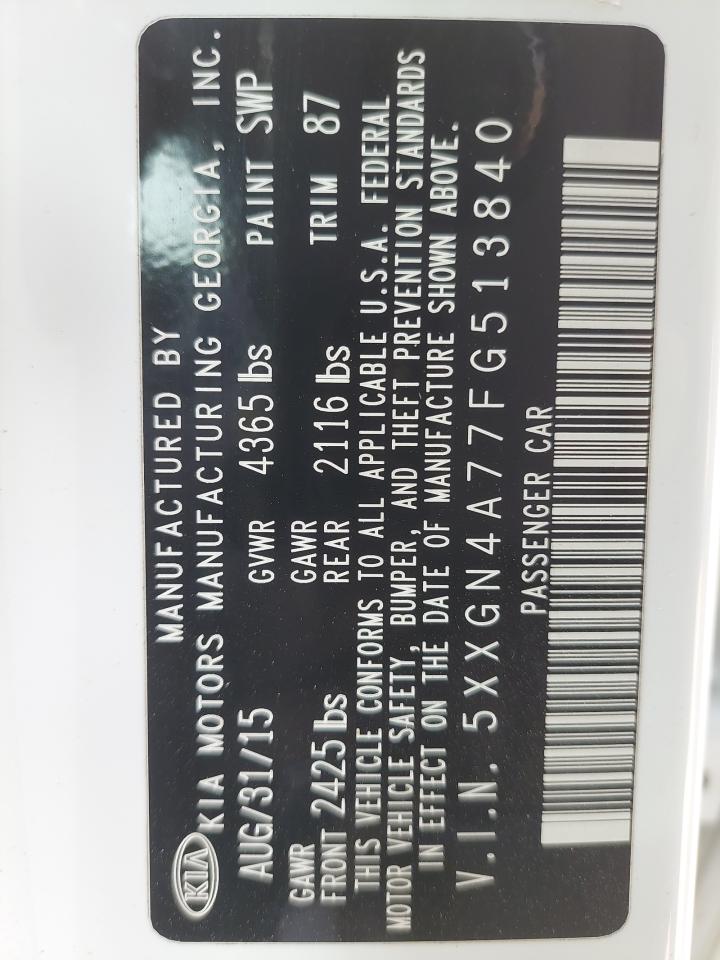 MANUFACTURED BY
KIA KIA MOTORS MANUFACTURING GEORGIA, INC.
AUG/31/15 GVWR 4365 lbs PAINT SWP
GAWR GAWR
FRONT 2425 lbs REAR 2116 lbs TRIM 87
THIS VEHICLE CONFORMS TO ALL APPLICABLE U.S.A. FEDERAL
MOTOR VEHICLE SAFETY, BUMPER, AND THEFT PREVENTION STANDARDS
IN EFFECT ON THE DATE OF MANUFACTURE SHOWN ABOVE.
V.I.N. 5XXGN4A77FG513840
PASSENGER CAR